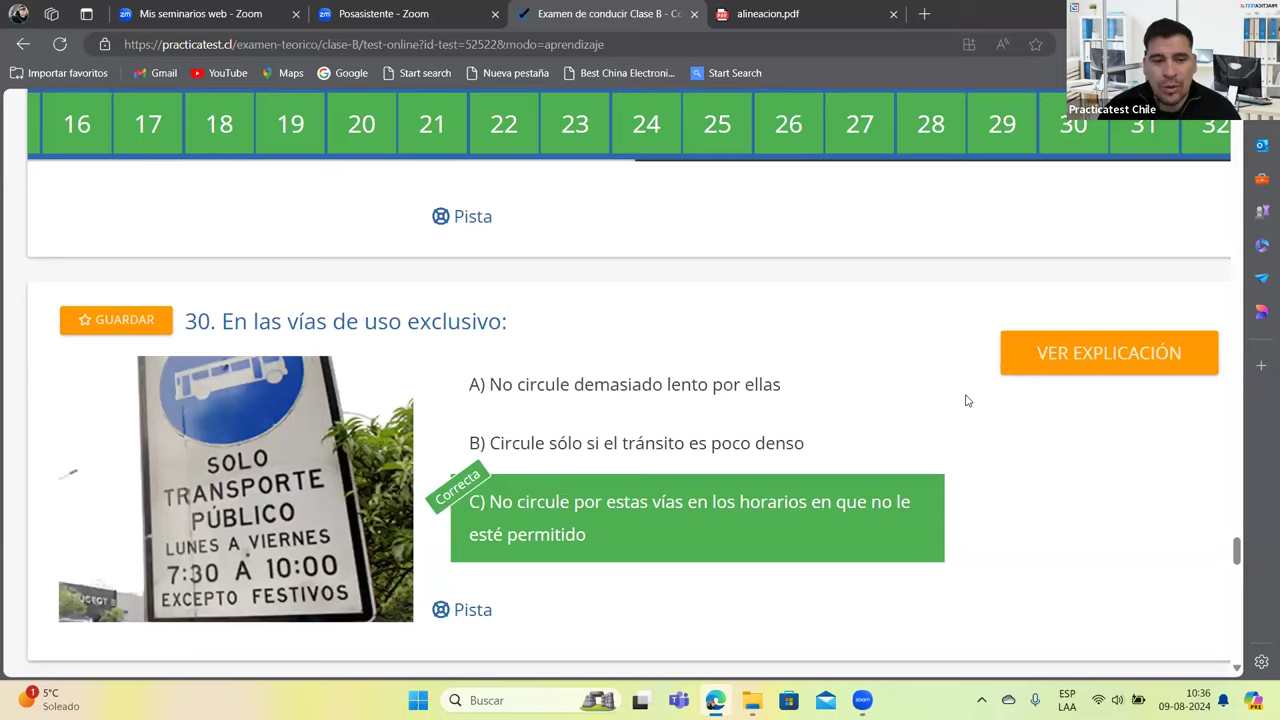 Mis seminarios web - Zoom
Posasistente - Zoom
Examen de conducir Clase B - Co
alineacion.pdf
https://practicatest.cl/examen-teorico/clase-B/test-online?id-test=52522&modo=aprendizaje
Importar favoritos
Gmail
YouTube
Maps
Google
Start search
Nueva pestaña
Best China Electroni...
Start Search
Practicatest Chile
16 17 18 19 20 21 22 23 24 25 26 27 28 29 30 31 32
Pista
GUARDAR
30. En las vías de uso exclusivo:
VER EXPLICACIÓN
A) No circule demasiado lento por ellas
B) Circule sólo si el tránsito es poco denso
Correcta
C) No circule por estas vías en los horarios en que no le
esté permitido
SOLO
TRANSPORTE
PÚBLICO
LUNES A VIERNES
7:30 A 10:00
EXCEPTO FESTIVOS
PEUGEOT
Pista
1
5°C
Soleado
Buscar
ESP
LAA
10:36
09-08-2024